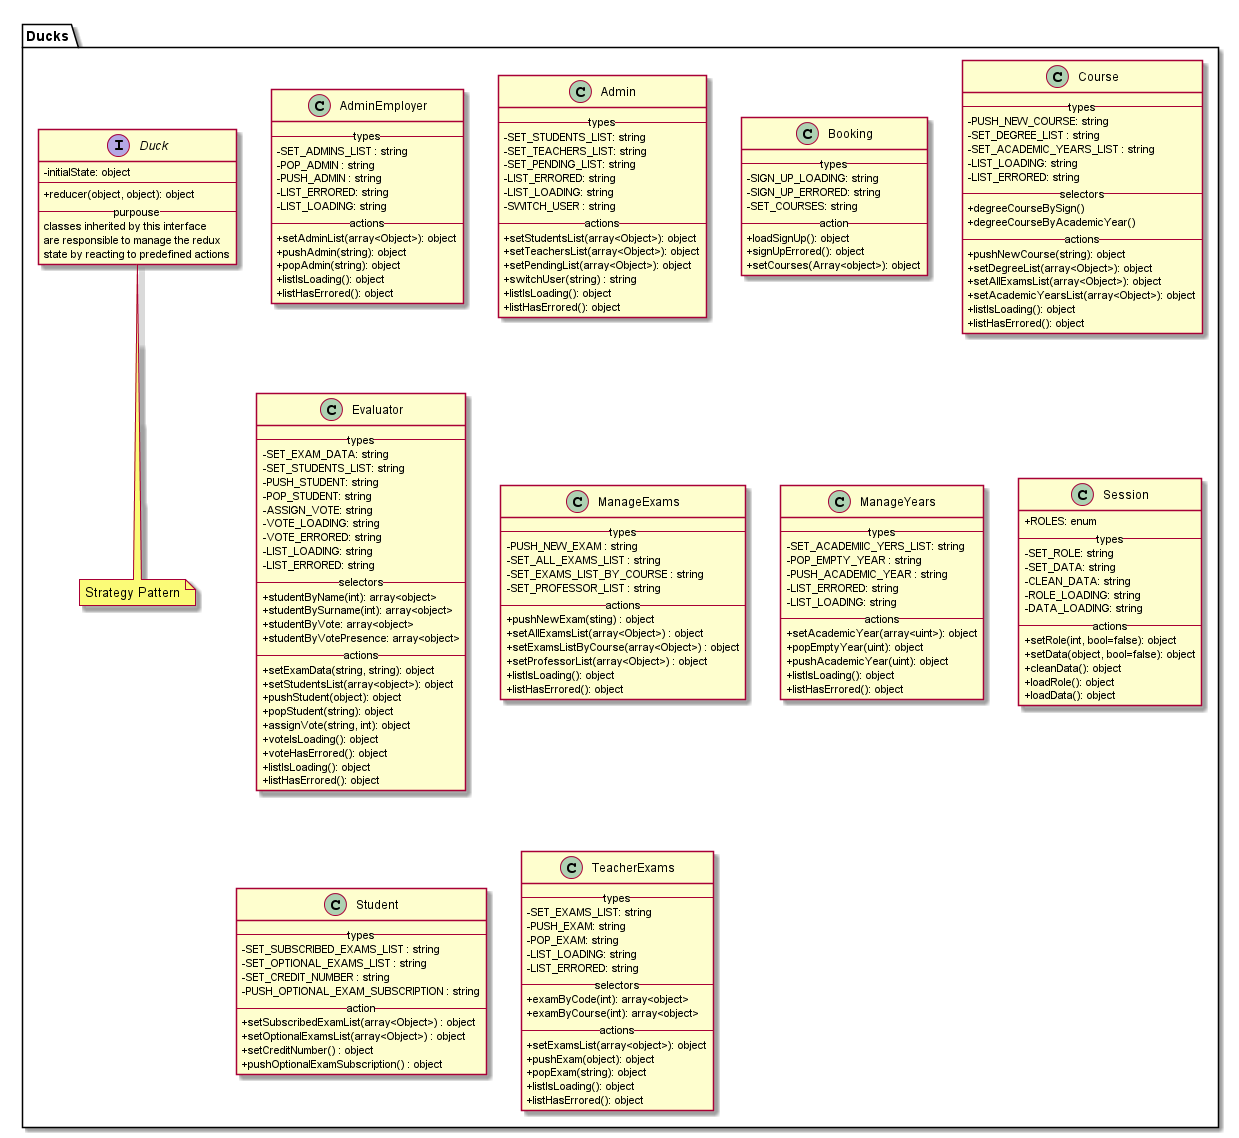 Ducks
I Duck
-initialState: object
+reducer(object, object): object
purpouse
classes inherited by this interface
are responsible to manage the redux
state by reacting to predefined actions
Strategy Pattern
C AdminEmployer
types
-SET_ADMINS_LIST : string
-POP_ADMIN : string
-PUSH_ADMIN : string
-LIST_ERRORED: string
-LIST_LOADING: string
actions
+setAdminList(array<Object>): object
+pushAdmin(string): object
+popAdmin(string): object
+listIsLoading(): object
+listHasErrored(): object
C Admin
types
-SET_STUDENTS_LIST: string
-SET_TEACHERS_LIST: string
-SET_PENDING_LIST: string
-LIST_ERRORED: string
-LIST_LOADING: string
-SWITCH_USER : string
actions
+setStudentsList(array<Object>): object
+setTeachersList(array<Object>): object
+setPendingList(array<Object>): object
+switchUser(string) : string
+listIsLoading(): object
+listHasErrored(): object
C Booking
types
-SIGN_UP_LOADING: string
-SIGN_UP_ERRORED: string
-SET_COURSES: string
action
+loadSignUp(): object
+signUpErrored(): object
+setCourses(Array<object>): object
C Course
types
-PUSH_NEW_COURSE: string
-SET_DEGREE_LIST : string
-SET_ACADEMIC_YEARS_LIST : string
-LIST_LOADING: string
-LIST_ERRORED: string
selectors
+degreeCourseBySign()
+degreeCourseByAcademicYear()
actions
+pushNewCourse(string): object
+setDegreeList(array<Object>): object
+setAllExamsList(array<Object>): object
+setAcademicYearsList(array<Object>): object
+listIsLoading(): object
+listHasErrored(): object
C Evaluator
types
-SET_EXAM_DATA: string
-SET_STUDENTS_LIST: string
-PUSH_STUDENT: string
-POP_STUDENT: string
-ASSIGN_VOTE: string
-VOTE_LOADING: string
-VOTE_ERRORED: string
-LIST_LOADING: string
-LIST_ERRORED: string
selectors
+studentByName(int): array<object>
+studentBySurname(int): array<object>
+studentByVote: array<object>
+studentByVotePresence: array<object>
actions
+setExamData(string, string): object
+setStudentsList(array<object>): object
+pushStudent(object): object
+popStudent(string): object
+assignVote(string, int): object
+voteIsLoading(): object
+voteHasErrored(): object
+listIsLoading(): object
+listHasErrored(): object
C ManageExams
types
-PUSH_NEW_EXAM : string
-SET_ALL_EXAMS_LIST : string
-SET_EXAMS_LIST_BY_COURSE : string
-SET_PROFESSOR_LIST : string
actions
+pushNewExam(sting) : object
+setAllExamsList(array<Object>) : object
+setExamsListByCourse(array<Object>) : object
+setProfessorList(array<Object>) : object
+listIsLoading(): object
+listHasErrored(): object
C ManageYears
types
-SET_ACADEMIIC_YERS_LIST: string
-POP_EMPTY_YEAR : string
-PUSH_ACADEMIC_YEAR : string
-LIST_ERRORED: string
-LIST_LOADING: string
actions
+setAcademicYear(array<uint>): object
+popEmptyYear(uint): object
+pushAcademicYear(uint): object
+listIsLoading(): object
+listHasErrored(): object
C Session
+ROLES: enum
types
-SET_ROLE: string
-SET_DATA: string
-CLEAN_DATA: string
-ROLE_LOADING: string
-DATA_LOADING: string
actions
+setRole(int, bool=false): object
+setData(object, bool=false): object
+cleanData(): object
+loadRole(): object
+loadData(): object
C Student
types
-SET_SUBSCRIBED_EXAMS_LIST : string
-SET_OPTIONAL_EXAMS_LIST : string
-SET_CREDIT_NUMBER : string
-PUSH_OPTIONAL_EXAM_SUBSCRIPTION : string
action
+setSubscribedExamList(array<Object>) : object
+setOptionalExamsList(array<Object>) : object
+setCreditNumber() : object
+pushOptionalExamSubscription() : object
C TeacherExams
types
-SET_EXAMS_LIST: string
-PUSH_EXAM: string
-POP_EXAM: string
-LIST_LOADING: string
-LIST_ERRORED: string
selectors
+examByCode(int): array<object>
+examByCourse(int): array<object>
actions
+setExamsList(array<object>): object
+pushExam(object): object
+popExam(string): object
+listIsLoading(): object
+listHasErrored(): object